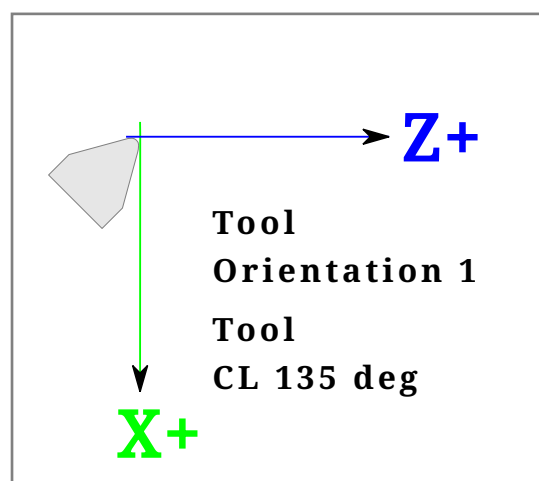 Z+
Tool
Orientation 1
Tool
CL 135 deg
X+